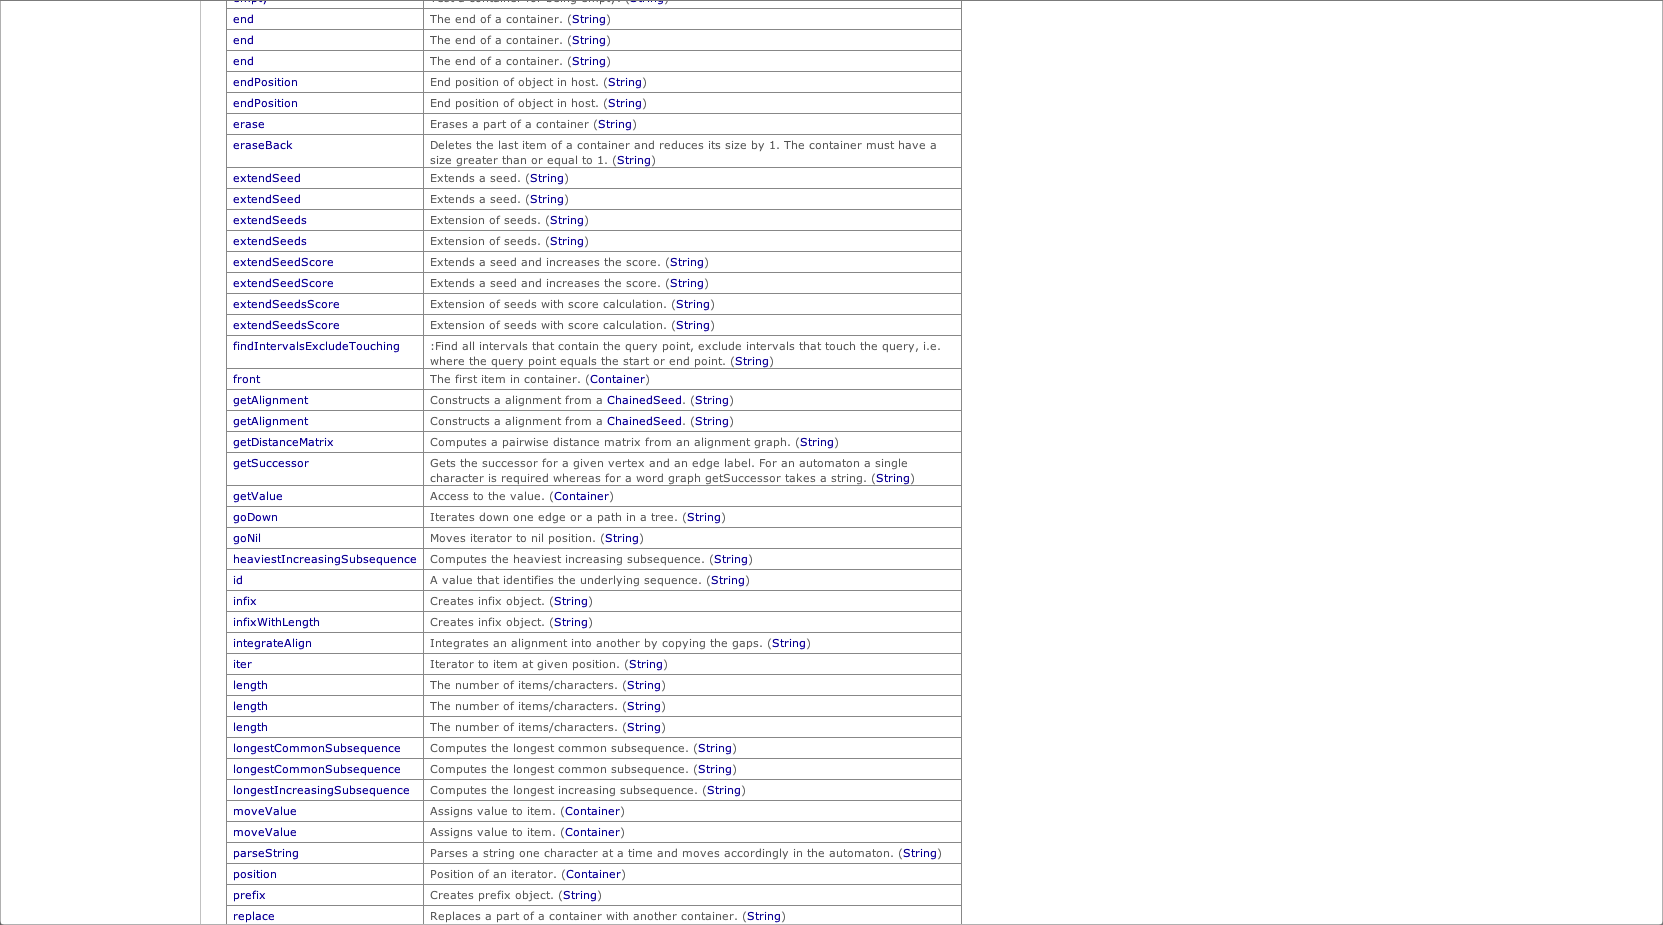 end The end of a container. (String)
end The end of a container. (String)
end The end of a container. (String)
endPosition End position of object in host. (String)
endPosition End position of object in host. (String)
erase Erases a part of a container (String)
eraseBack Deletes the last item of a container and reduces its size by 1. The container must have a
size greater than or equal to 1. (String)
extendSeed Extends a seed. (String)
extendSeed Extends a seed. (String)
extendSeeds Extension of seeds. (String)
extendSeeds Extension of seeds. (String)
extendSeedScore Extends a seed and increases the score. (String)
extendSeedScore Extends a seed and increases the score. (String)
extendSeedsScore Extension of seeds with score calculation. (String)
extendSeedsScore Extension of seeds with score calculation. (String)
findIntervalsExcludeTouching :Find all intervals that contain the query point, exclude intervals that touch the query, i.e.
where the query point equals the start or end point. (String)
front The first item in container. (Container)
getAlignment Constructs a alignment from a ChainedSeed. (String)
getAlignment Constructs a alignment from a ChainedSeed. (String)
getDistanceMatrix Computes a pairwise distance matrix from an alignment graph. (String)
getSuccessor Gets the successor for a given vertex and an edge label. For an automaton a single
character is required whereas for a word graph getSuccessor takes a string. (String)
getValue Access to the value. (Container)
goDown Iterates down one edge or a path in a tree. (String)
goNil Moves iterator to nil position. (String)
heaviestIncreasingSubsequence Computes the heaviest increasing subsequence. (String)
id A value that identifies the underlying sequence. (String)
infix Creates infix object. (String)
infixWithLength Creates infix object. (String)
integrateAlign Integrates an alignment into another by copying the gaps. (String)
iter Iterator to item at given position. (String)
length The number of items/characters. (String)
length The number of items/characters. (String)
length The number of items/characters. (String)
longestCommonSubsequence Computes the longest common subsequence. (String)
longestCommonSubsequence Computes the longest common subsequence. (String)
longestIncreasingSubsequence Computes the longest increasing subsequence. (String)
moveValue Assigns value to item. (Container)
moveValue Assigns value to item. (Container)
parseString Parses a string one character at a time and moves accordingly in the automaton. (String)
position Position of an iterator. (Container)
prefix Creates prefix object. (String)
replace Replaces a part of a container with another container. (String)